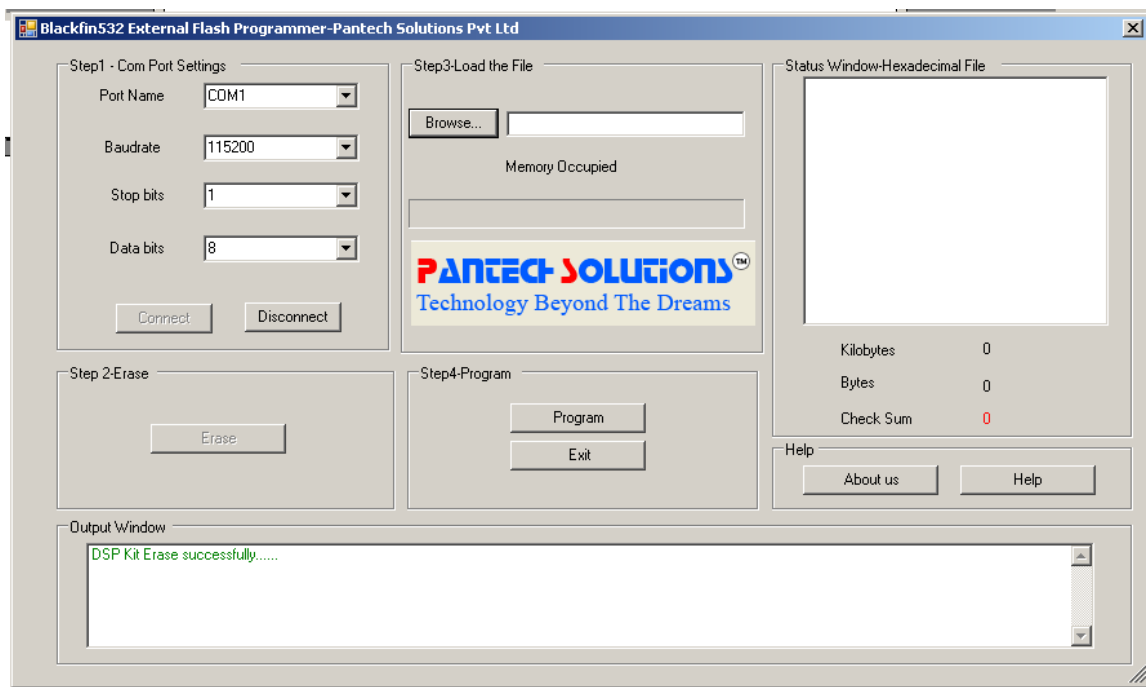 Blackfin532 External Flash Programmer-Pantech Solutions Pvt Ltd
Step1 - Com Port Settings
Port Name COM1
Baudrate 115200
Stop bits 1
Data bits 8
Connect Disconnect
Step3-Load the File
Browse...
Memory Occupied
PANTECH SOLUTIONS TM
Technology Beyond The Dreams
Status Window-Hexadecimal File
Kilobytes 0
Bytes 0
Check Sum 0
Step 2-Erase
Erase
Step4-Program
Program
Exit
Help
About us Help
Output Window
DSP Kit Erase successfully......